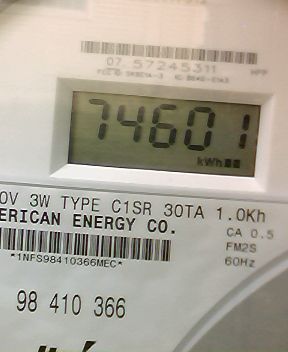 07 57245311 HPP
74601
kWh
0V 3W TYPE C1SR 30TA 1.0Kh
ERICAN ENERGY CO.
CA 0.5
FM2S
60Hz
*1NFS98410366MEC*
98 410 366